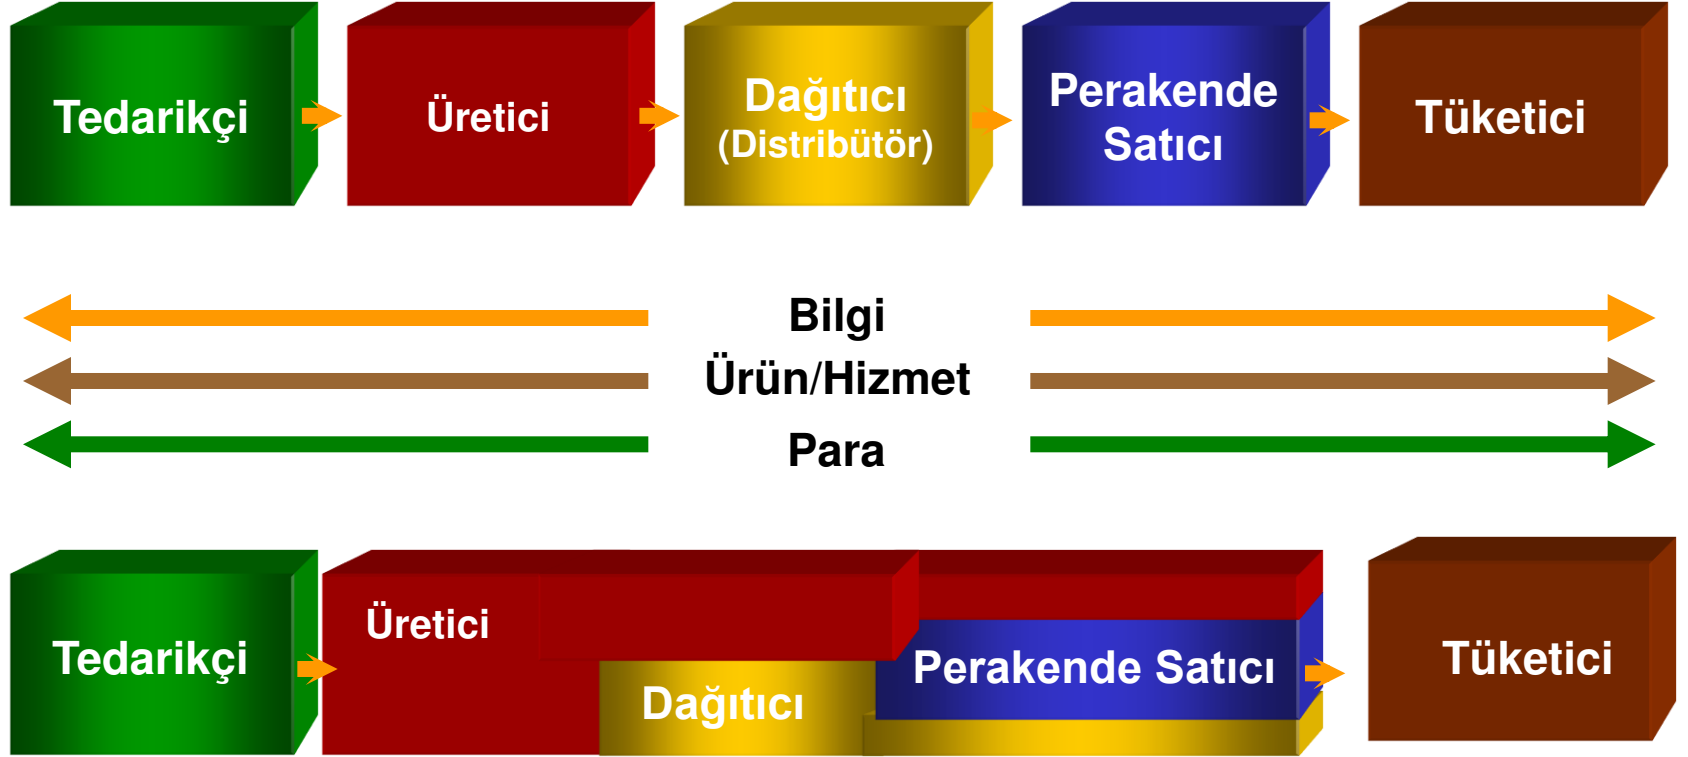 Tedarikçi
Üretici
Dağıtıcı
(Distribütör)
Perakende
Satıcı
Tüketici
Bilgi
Ürün/Hizmet
Para
Tedarikçi
Üretici
Dağıtıcı
Perakende Satıcı
Tüketici